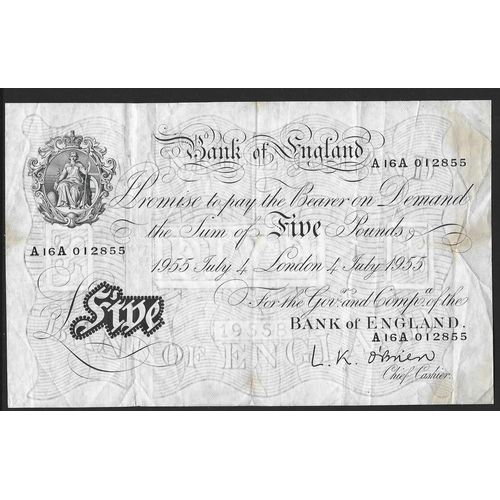 Bank of England
A16A 012855
I Promise to pay the Bearer on Demand
the Sum of Five Pounds
A16A 012855
1955 July 4 London 4 July 1955
For the Govr. and Compa. of the
Five
BANK of ENGLAND.
A16A 012855
L. K. O'Brien
Chief Cashier.